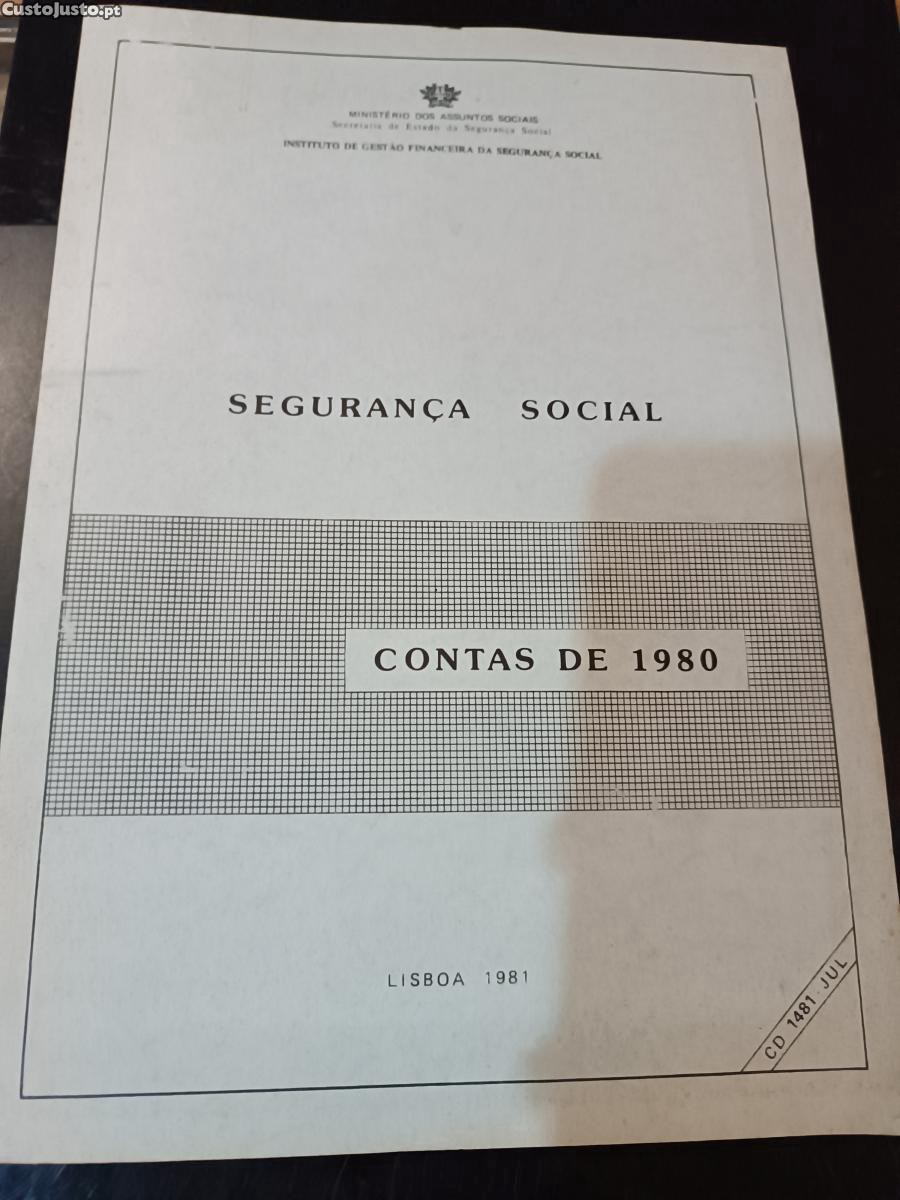 CustoJusto.pt
MINISTÉRIO DOS ASSUNTOS SOCIAIS
Secretaria de Estado da Segurança Social
INSTITUTO DE GESTÃO FINANCEIRA DA SEGURANÇA SOCIAL
SEGURANÇA SOCIAL
CONTAS DE 1980
LISBOA 1981
CD 1481 - JUL